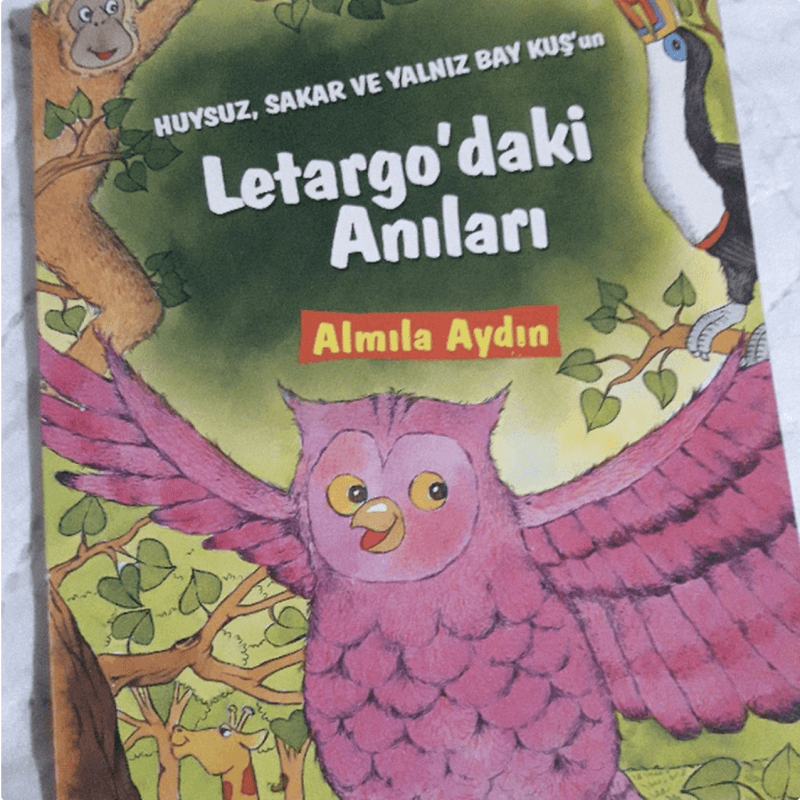 HUYSUZ, SAKAR VE YALNIZ BAY KUŞ'un
Letargo'daki
Anıları
Almıla Aydın